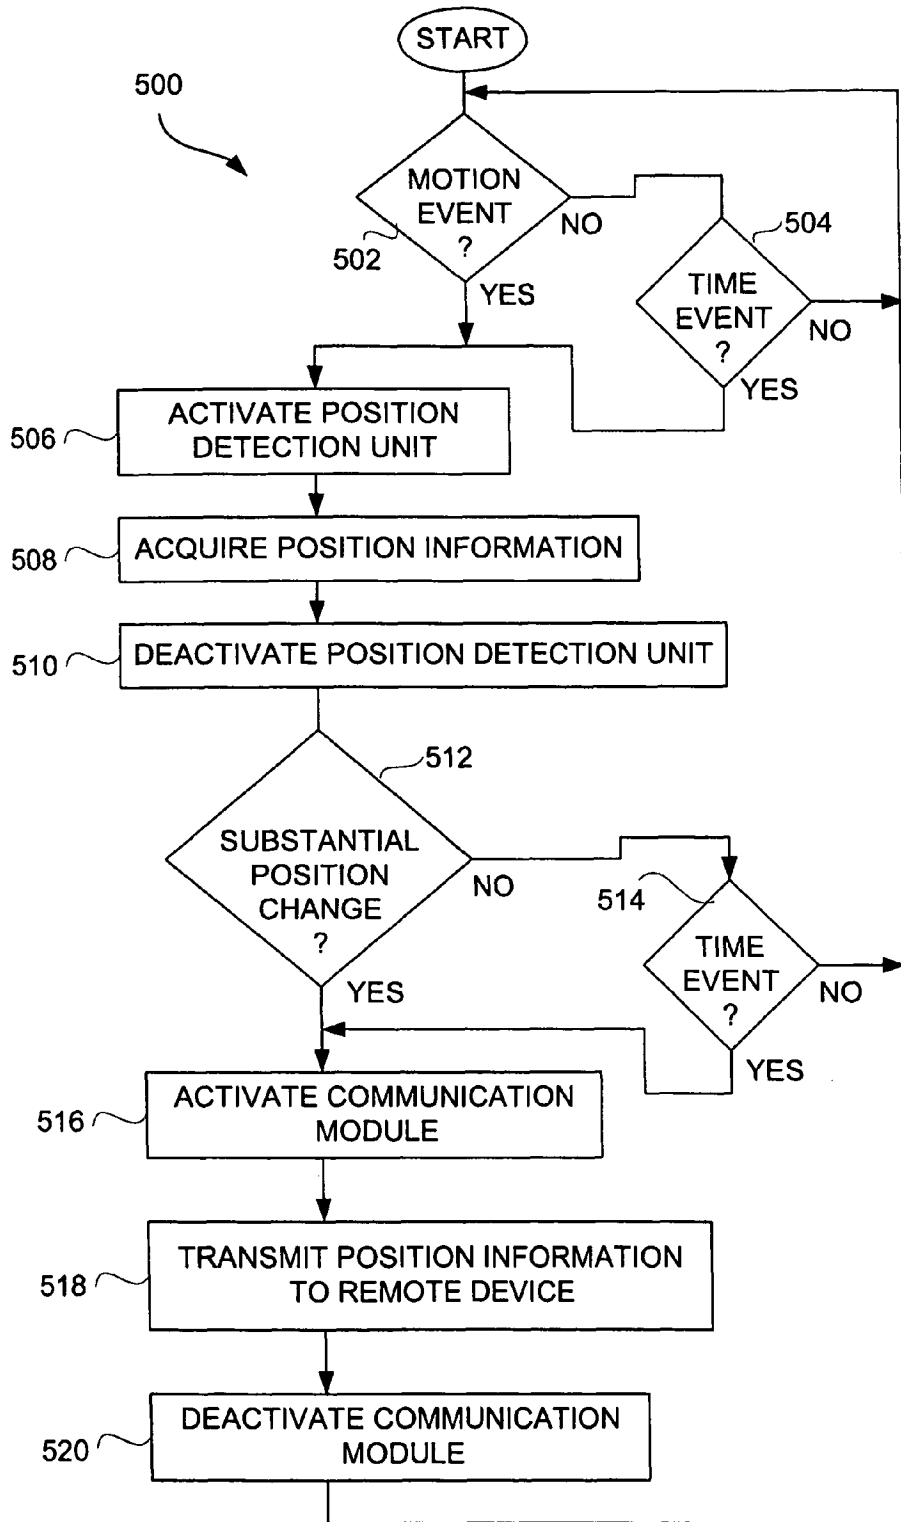 START
500
MOTION
EVENT
?
502
NO
YES
504
TIME
EVENT
?
NO
YES
ACTIVATE POSITION
DETECTION UNIT
506
ACQUIRE POSITION INFORMATION
508
DEACTIVATE POSITION DETECTION UNIT
510
512
SUBSTANTIAL
POSITION
CHANGE
?
NO
YES
514
TIME
EVENT
?
NO
YES
ACTIVATE COMMUNICATION
MODULE
516
TRANSMIT POSITION INFORMATION
TO REMOTE DEVICE
518
DEACTIVATE COMMUNICATION
MODULE
520